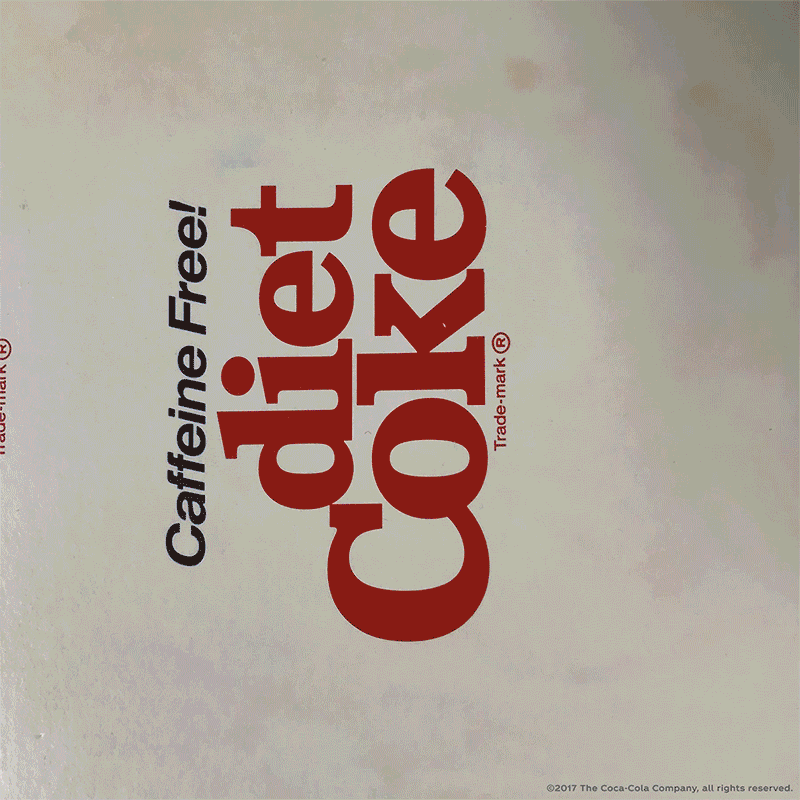 Caffeine Free!
diet
Coke
Trade-mark ®
Trade-mark ®
©2017 The Coca-Cola Company, all rights reserved.